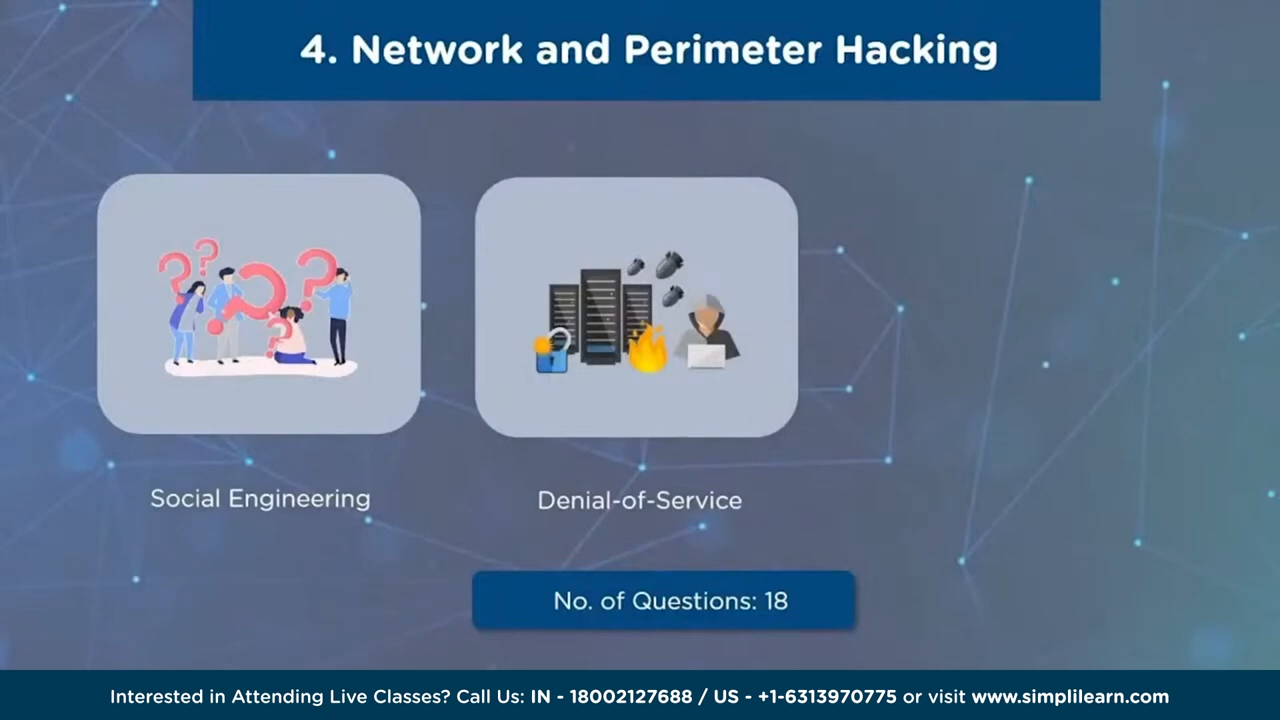 4. Network and Perimeter Hacking
Social Engineering
Denial-of-Service
No. of Questions: 18
Interested in Attending Live Classes? Call Us: IN - 18002127688 / US - +1-6313970775 or visit www.simplilearn.com